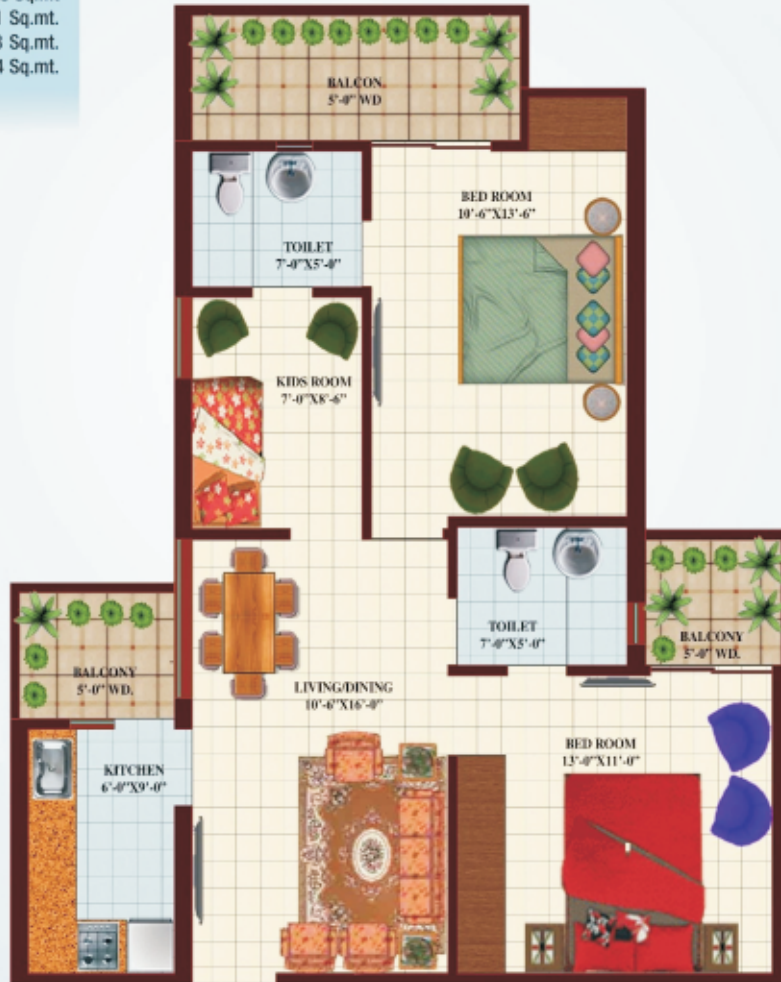 Sq.mt.
Sq.mt.
Sq.mt.
BALCON
5'-0" WD
BED ROOM
10'-6"X13'-6"
TOILET
7'-0"X5'-0"
KIDS ROOM
7'-0"X8'-6"
TOILET
7'-0"X5'-0"
BALCONY
5'-0" WD.
BALCONY
5'-0" WD.
LIVING/DINING
10'-6"X16'-0"
BED ROOM
13'-0"X11'-0"
KITCHEN
6'-0"X9'-0"